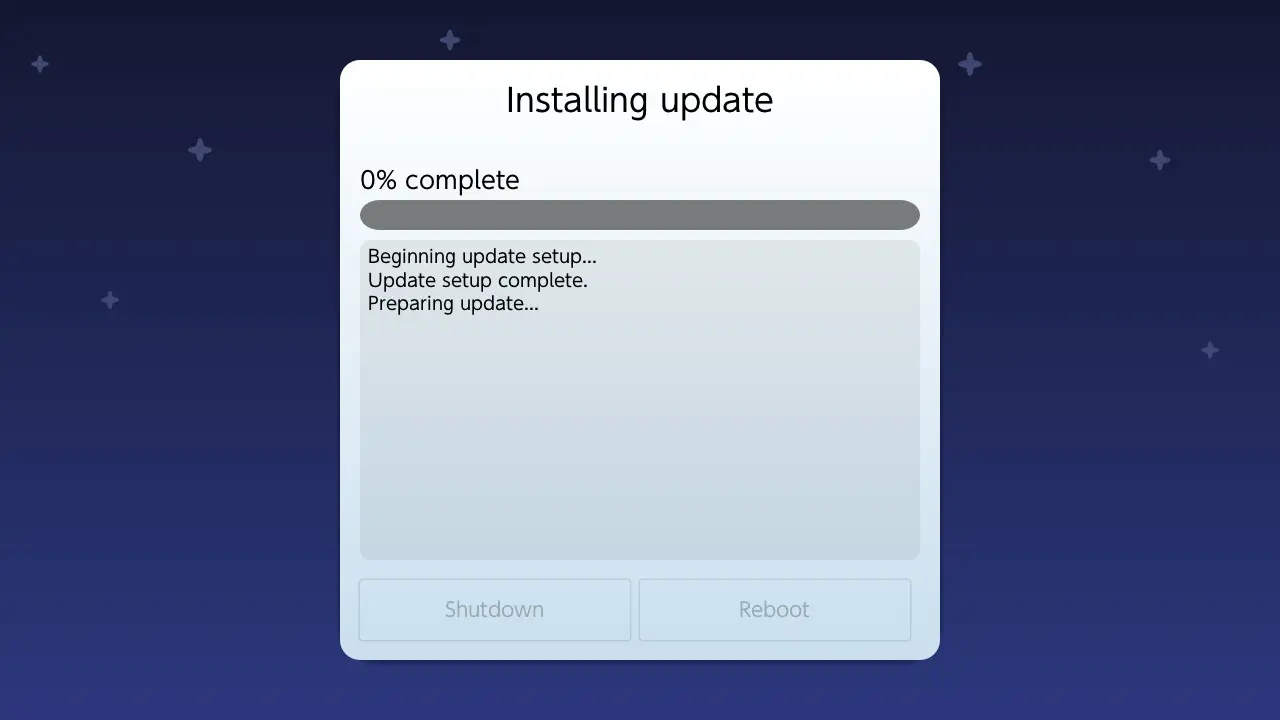 Installing update
0% complete
Beginning update setup...
Update setup complete.
Preparing update...
Shutdown
Reboot